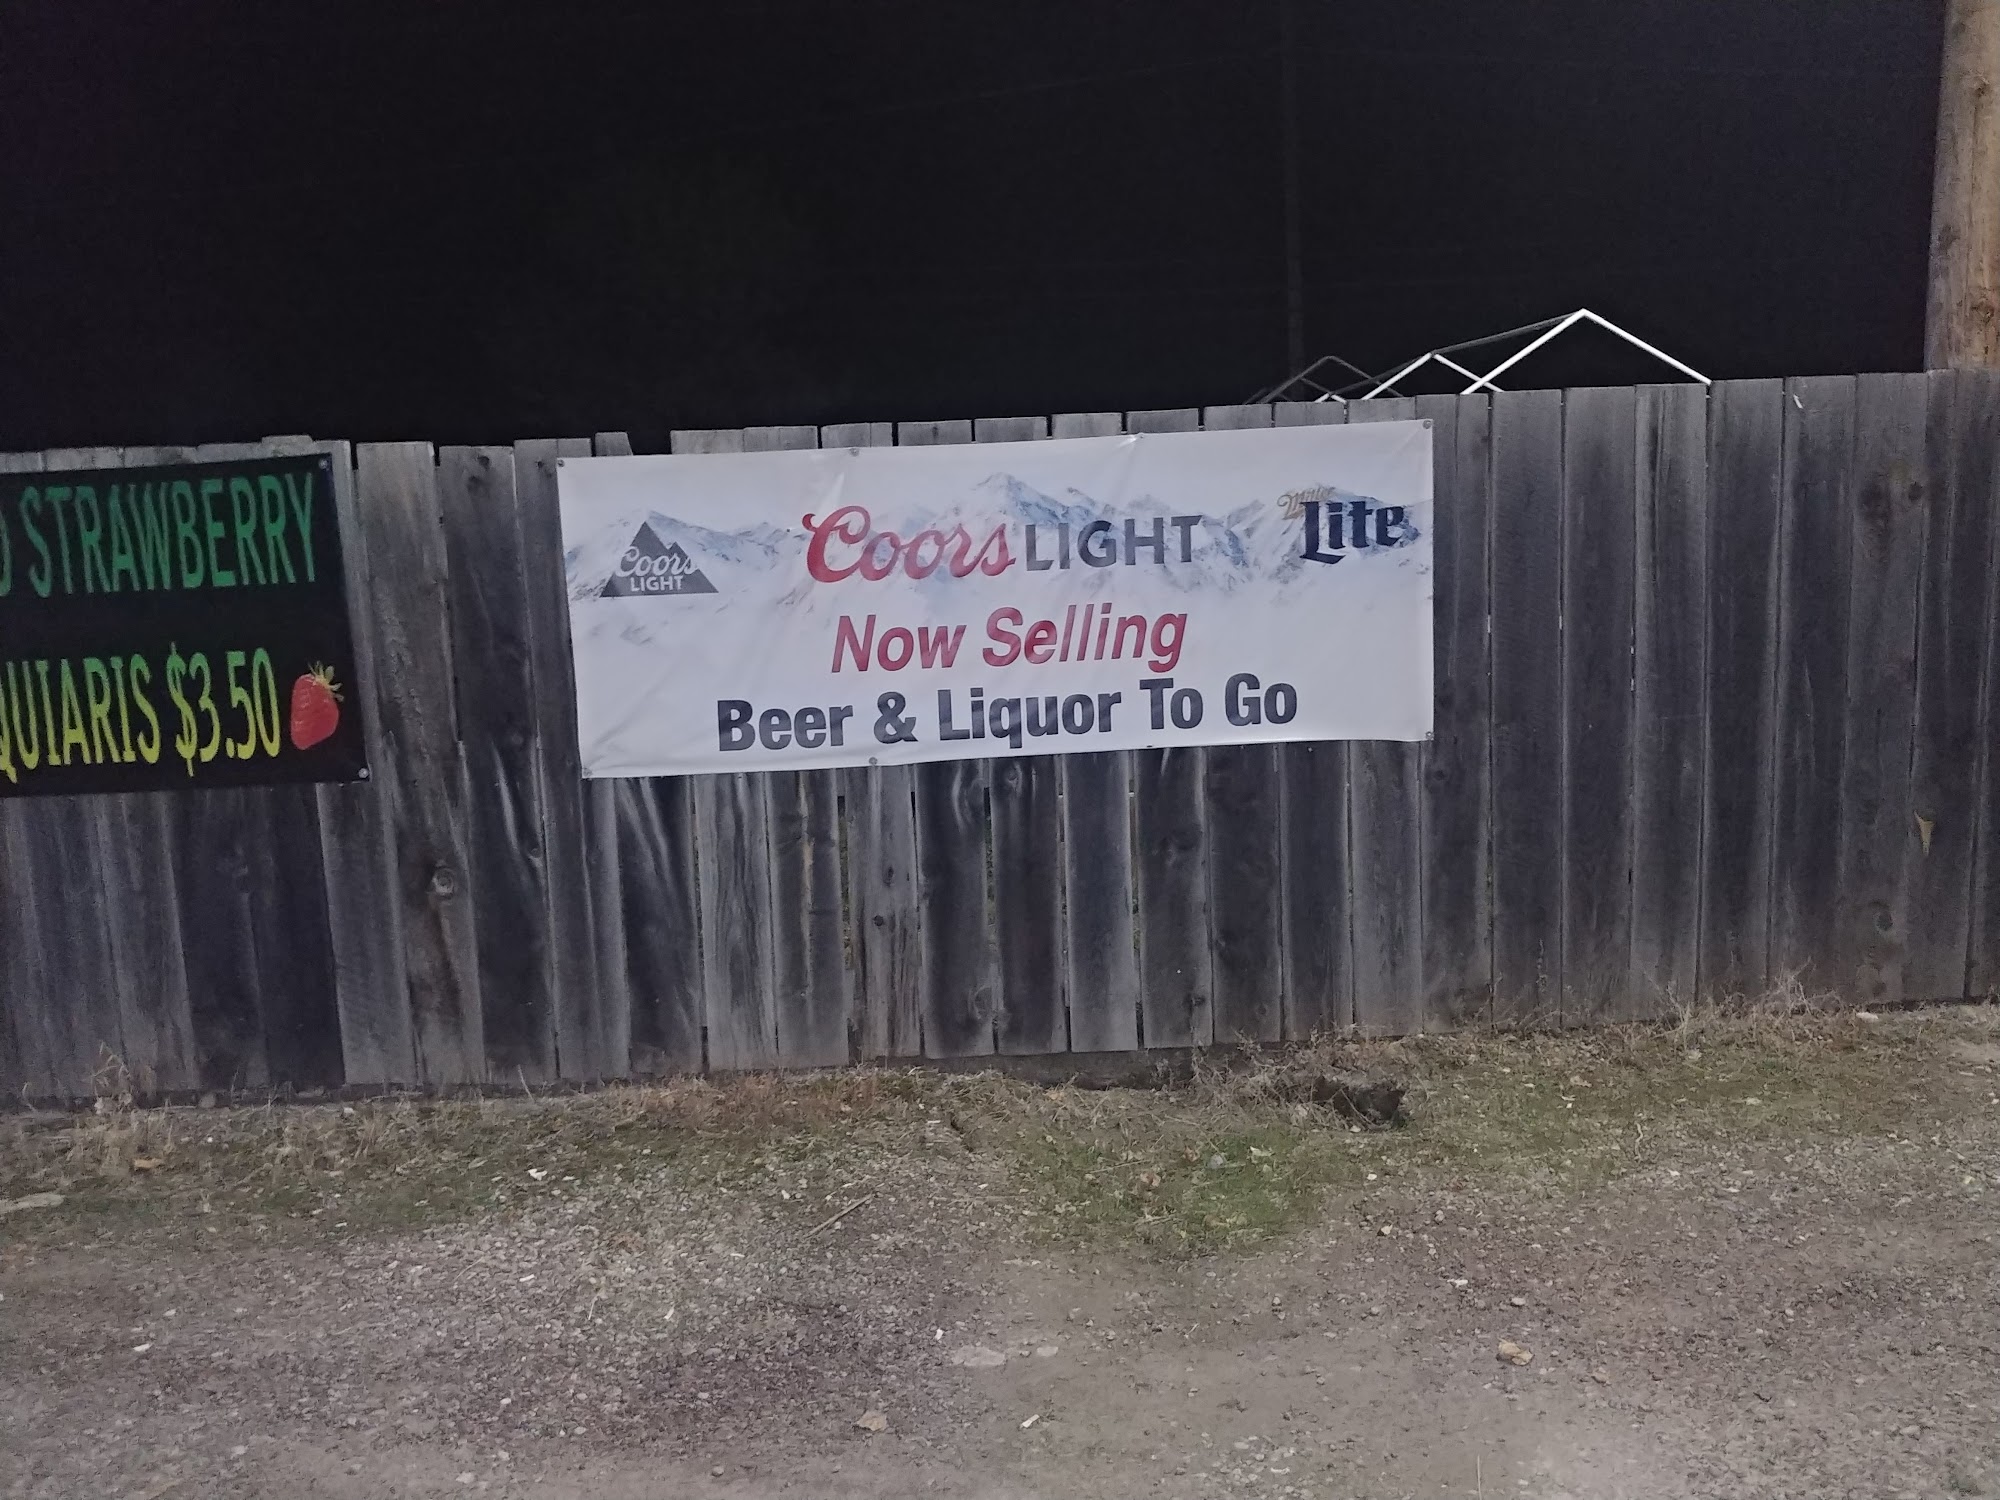 STRAWBERRY
QUIARIS $3.50
Coors
LIGHT
Coors LIGHT
Miller
Lite
Now Selling
Beer & Liquor To Go